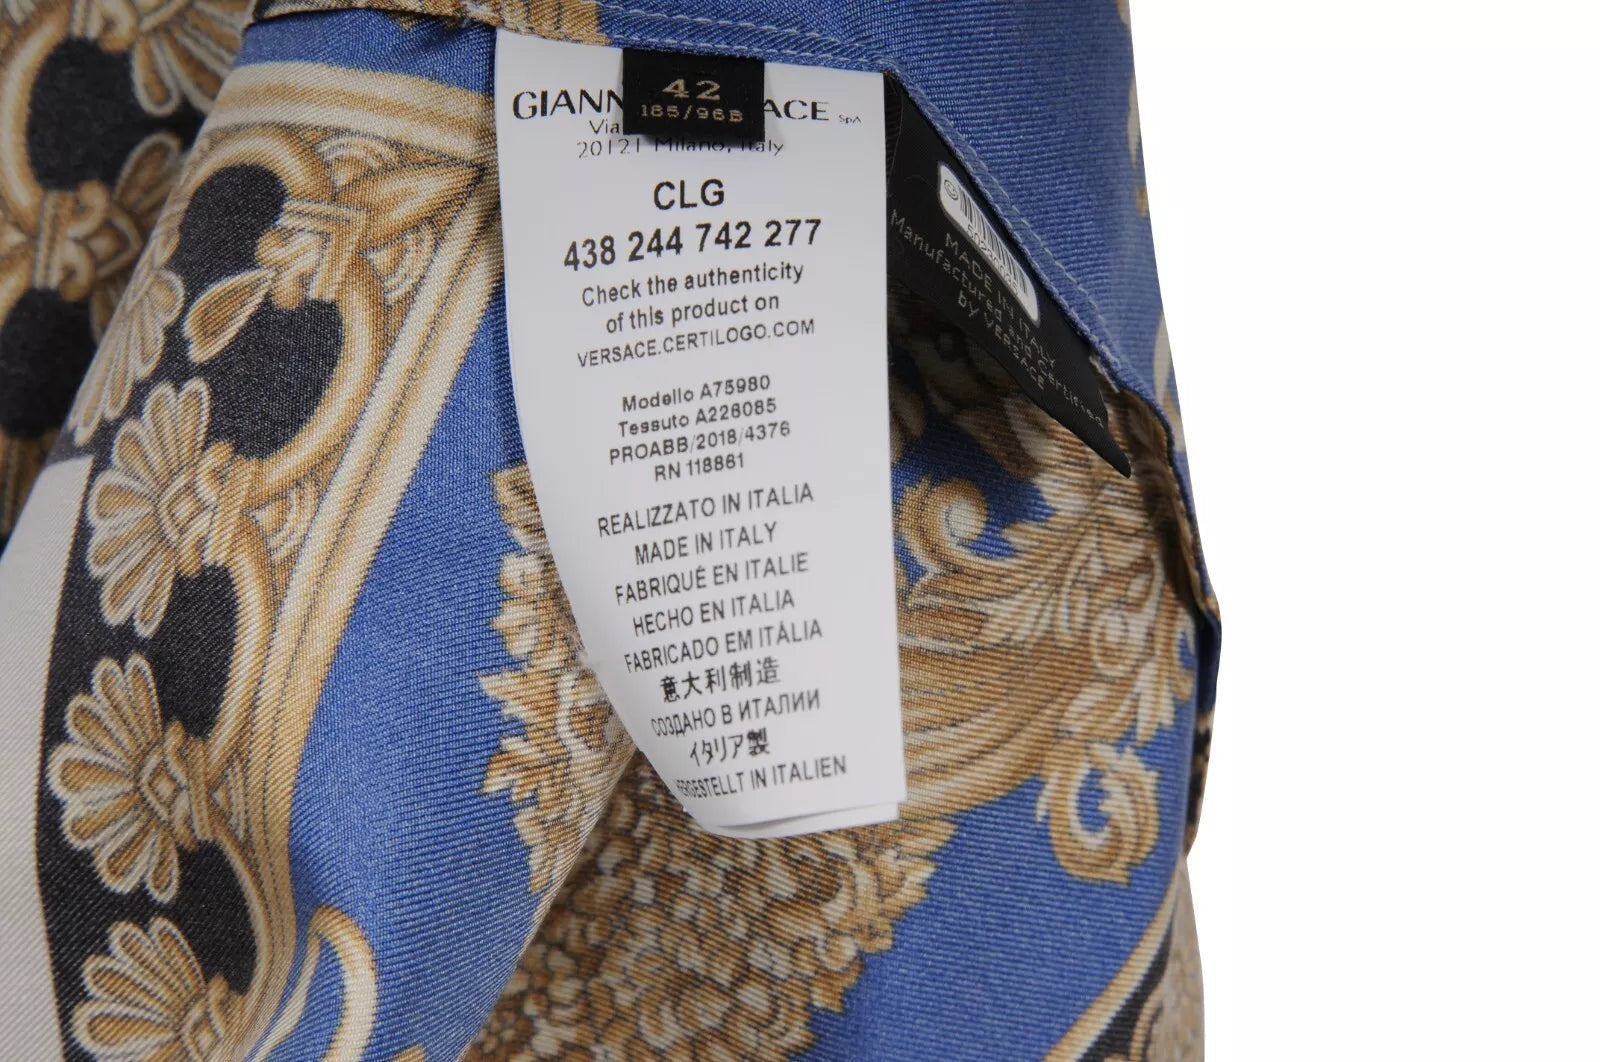 42
185/96B
GIANN ACE SpA
Via
20121 Milano, Italy
CLG
438 244 742 277
Check the authenticity
of this product on
VERSACE.CERTILOGO.COM
Modello A75980
Tessuto A226085
PROABB/2018/4376
RN 118861
REALIZZATO IN ITALIA
MADE IN ITALY
FABRIQUÉ EN ITALIE
HECHO EN ITALIA
FABRICADO EM ITÁLIA
意大利制造
СОЗДАНО В ИТАЛИИ
イタリア製
HERGESTELLT IN ITALIEN
MADE IN ITALY
Manufactured and Certified
by VERSACE